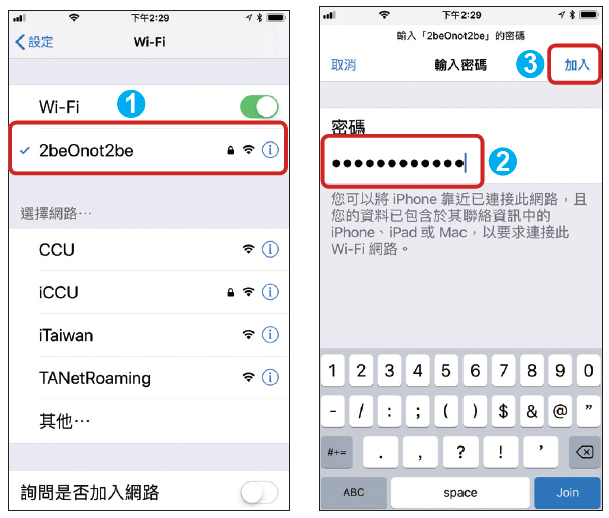 下午2:29
設定
Wi-Fi
Wi-Fi
1
2beOnot2be
選擇網路…
CCU
iCCU
iTaiwan
TANetRoaming
其他…
詢問是否加入網路
下午2:29
輸入「2beOnot2be」的密碼
取消
輸入密碼
3
加入
密碼
●●●●●●●●●●●●
2
您可以將 iPhone 靠近已連接此網路，且
您的資料已包含於其聯絡資訊中的
iPhone、iPad 或 Mac，以要求連接此
Wi-Fi 網路。
1 2 3 4 5 6 7 8 9 0
- / : ; ( ) $ & @ ”
#+= . , ? ! ’
ABC space Join